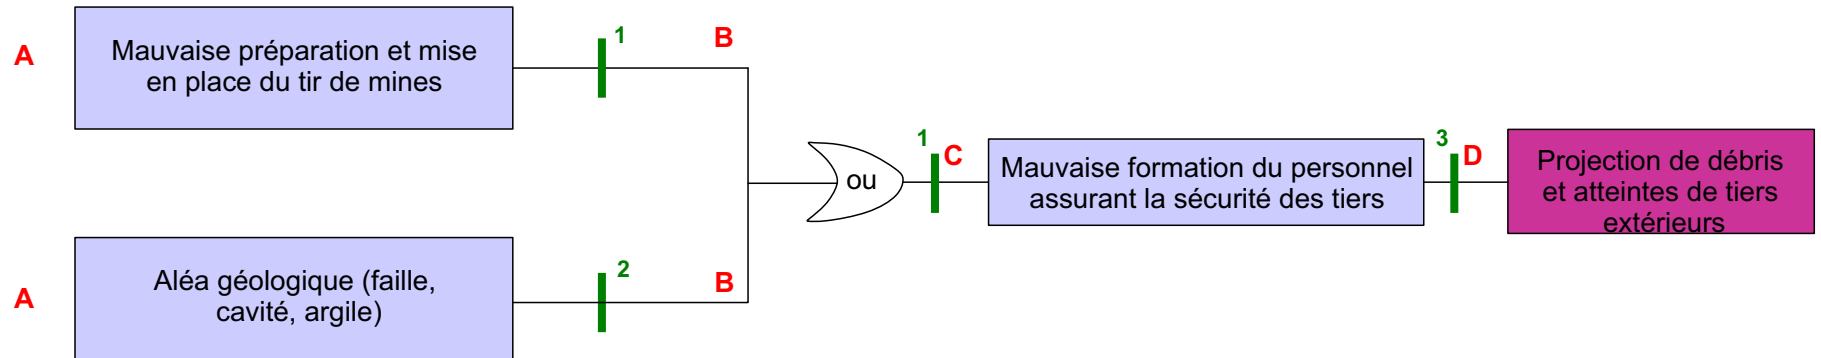 A
Mauvaise préparation et mise
en place du tir de mines
1
B
A
Aléa géologique (faille,
cavité, argile)
2
B
ou
1
C
Mauvaise formation du personnel
assurant la sécurité des tiers
3
D
Projection de débris
et atteintes de tiers
extérieurs